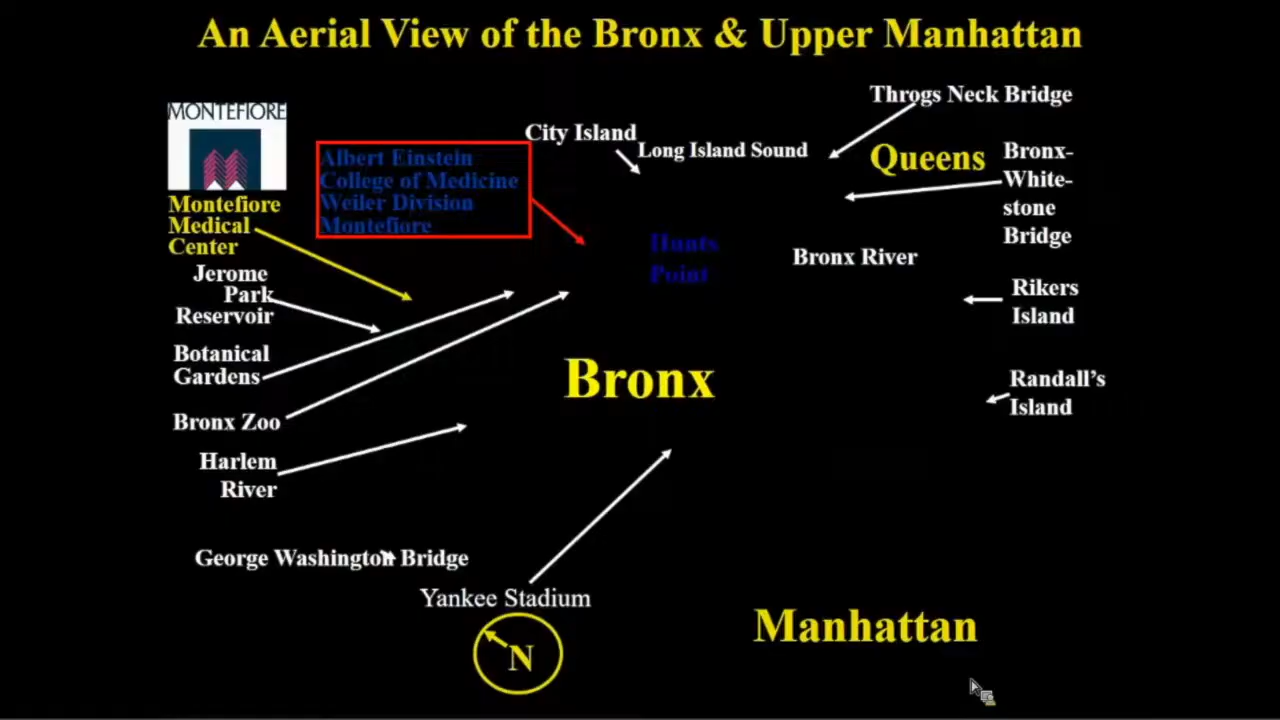 An Aerial View of the Bronx & Upper Manhattan
MONTEFIORE
Montefiore
Medical
Center
Albert Einstein
College of Medicine
Weiler Division
Montefiore
City Island
Long Island Sound
Throgs Neck Bridge
Queens
Bronx-
White-
stone
Bridge
Hunts
Point
Bronx River
Jerome
Park
Reservoir
Rikers
Island
Botanical
Gardens
Bronx
Randall's
Island
Bronx Zoo
Harlem
River
George Washington Bridge
Yankee Stadium
N
Manhattan